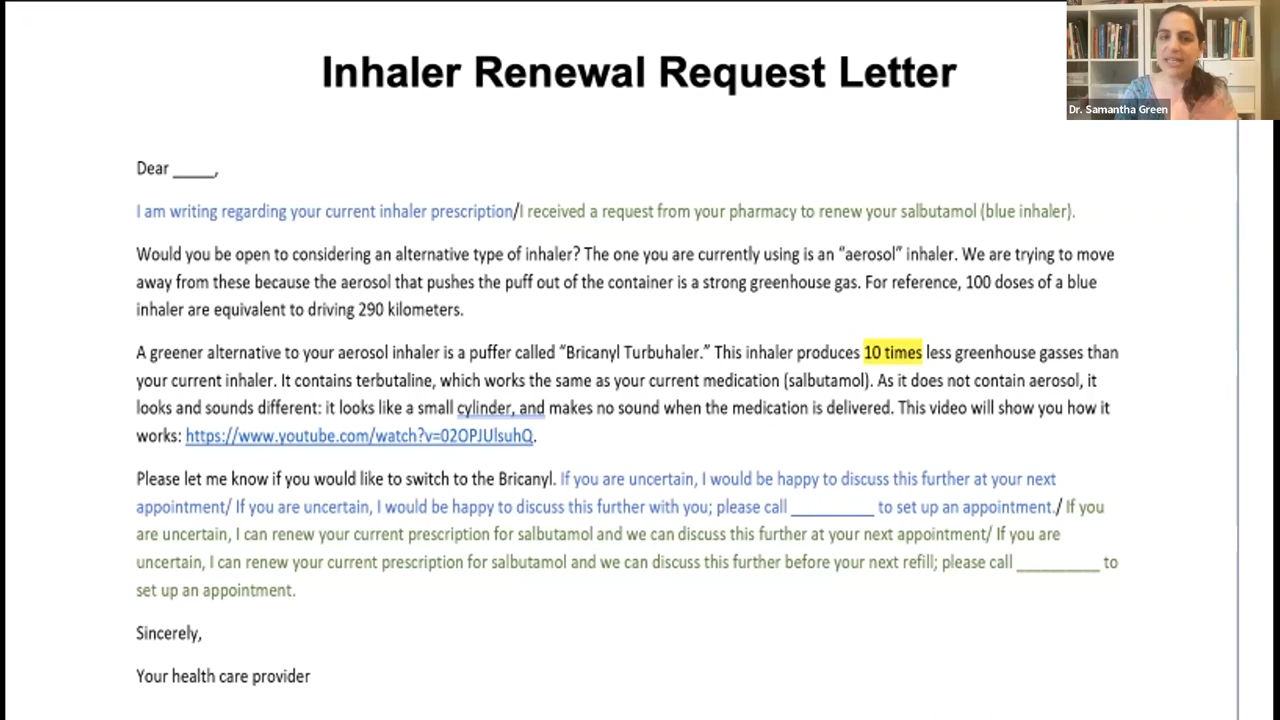 Inhaler Renewal Request Letter
Dr. Samantha Green
Dear _____,
I am writing regarding your current inhaler prescription/I received a request from your pharmacy to renew your salbutamol (blue inhaler).
Would you be open to considering an alternative type of inhaler? The one you are currently using is an “aerosol” inhaler. We are trying to move
away from these because the aerosol that pushes the puff out of the container is a strong greenhouse gas. For reference, 100 doses of a blue
inhaler are equivalent to driving 290 kilometers.
A greener alternative to your aerosol inhaler is a puffer called “Bricanyl Turbuhaler.” This inhaler produces 10 times less greenhouse gasses than
your current inhaler. It contains terbutaline, which works the same as your current medication (salbutamol). As it does not contain aerosol, it
looks and sounds different: it looks like a small cylinder, and makes no sound when the medication is delivered. This video will show you how it
works: https://www.youtube.com/watch?v=02OPJUlsuhQ.
Please let me know if you would like to switch to the Bricanyl. If you are uncertain, I would be happy to discuss this further at your next
appointment/ If you are uncertain, I would be happy to discuss this further with you; please call __________ to set up an appointment./ If you
are uncertain, I can renew your current prescription for salbutamol and we can discuss this further at your next appointment/ If you are
uncertain, I can renew your current prescription for salbutamol and we can discuss this further before your next refill; please call __________ to
set up an appointment.
Sincerely,
Your health care provider